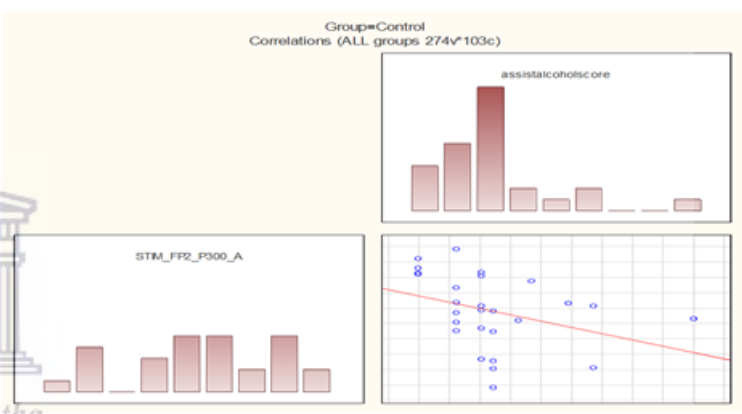 Group=Control
Correlations (ALL groups 274v*103c)
assistalcoholscore
STIM_FP2_P300_A